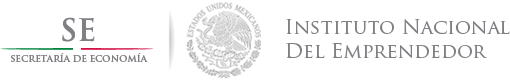 SE
SECRETARÍA DE ECONOMÍA
ESTADOS UNIDOS MEXICANOS
INSTITUTO NACIONAL
DEL EMPRENDEDOR